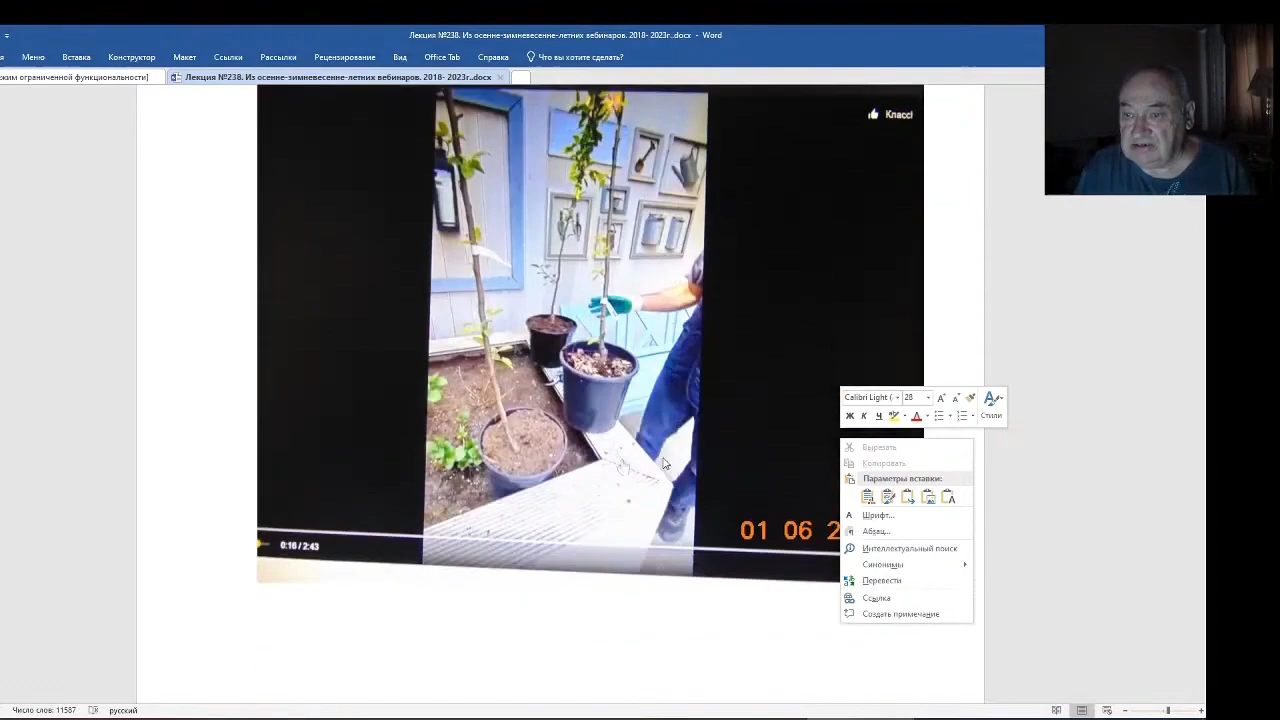 Лекция №238. Из осенне-зимневесенне-летних вебинаров. 2018- 2023г..docx - Word
Меню Вставка Конструктор Макет Ссылки Рассылки Рецензирование Вид Office Tab Справка Что вы хотите сделать?
ежим ограниченной функциональности]
Лекция №238. Из осенне-зимневесенне-летних вебинаров. 2018- 2023г..docx
Класс!
Calibri Light ( 28
Ж К Ч
Стили
Вырезать
Копировать
Параметры вставки:
Шрифт...
Абзац...
Интеллектуальный поиск
Синонимы
Перевести
Ссылка
Создать примечание
01 06 2
0:16 / 2:43
Число слов: 11587 русский